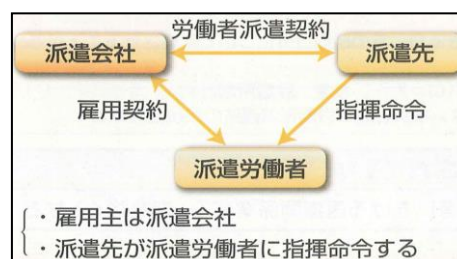 労働者派遣契約
派遣会社
派遣先
雇用契約
指揮命令
派遣労働者
・雇用主は派遣会社
・派遣先が派遣労働者に指揮命令する